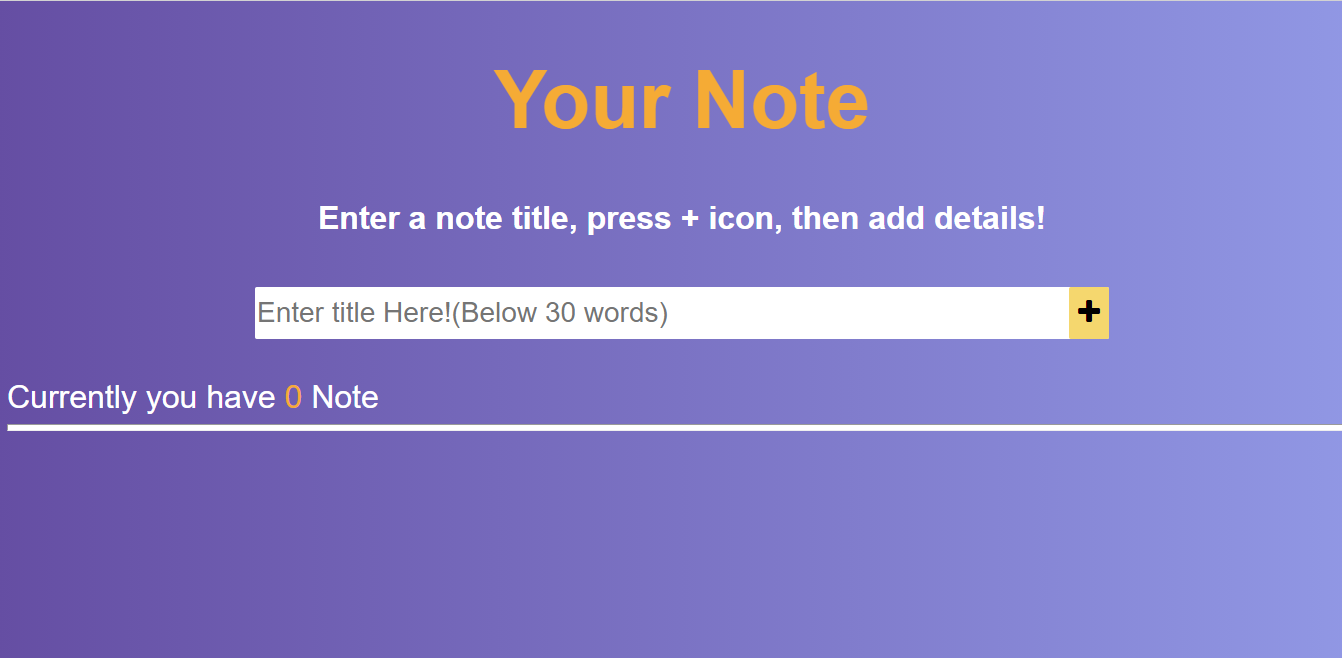 Your Note
Enter a note title, press + icon, then add details!
Enter title Here!(Below 30 words)
Currently you have 0 Note